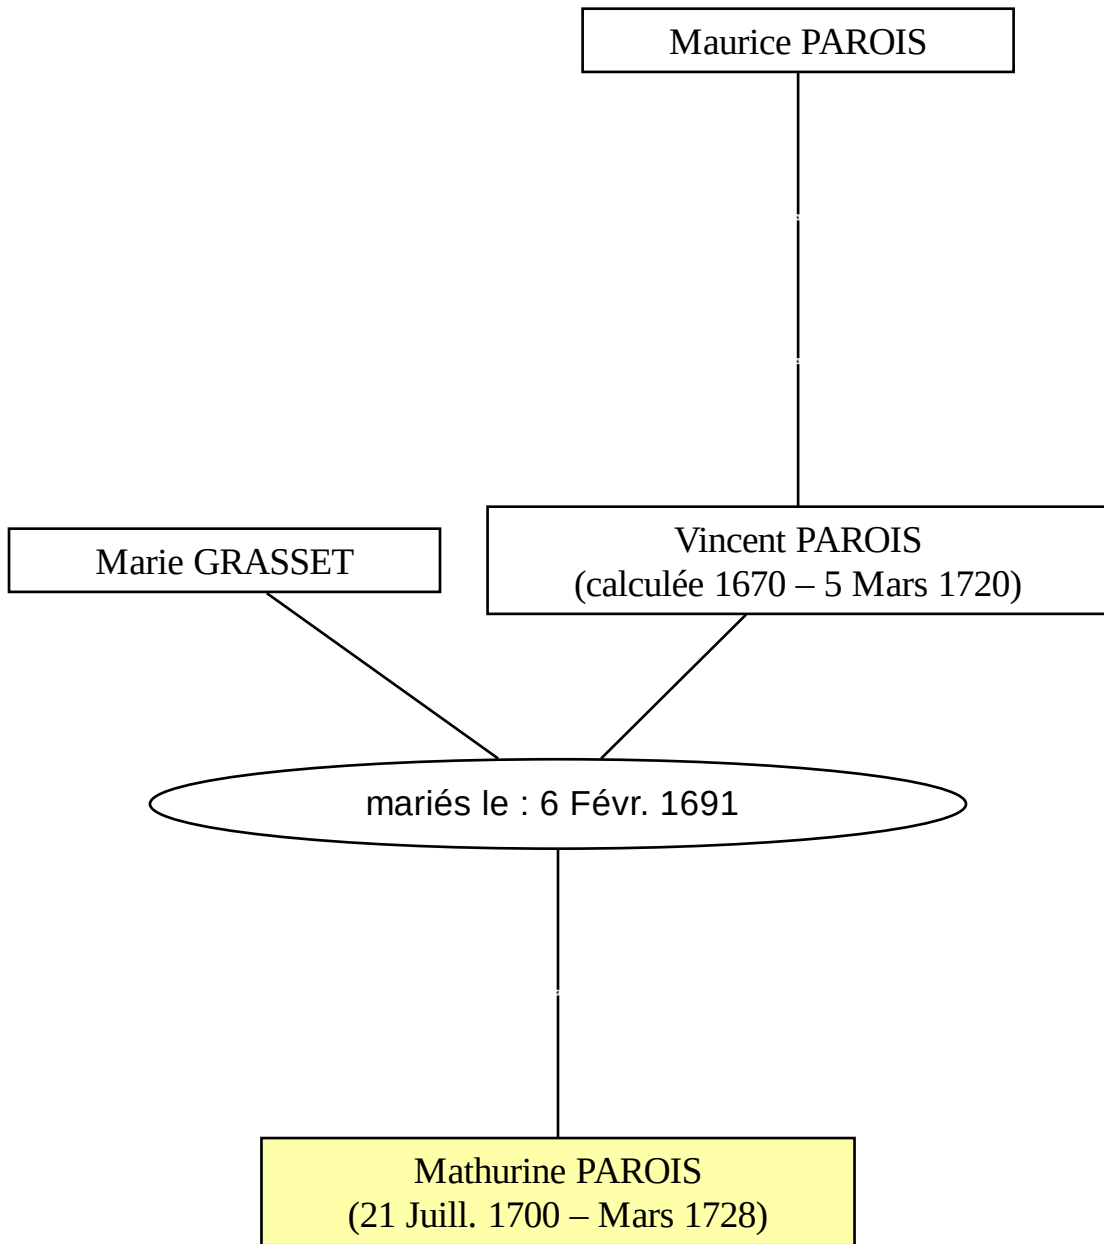 Maurice PAROIS
Marie GRASSET
Vincent PAROIS
(calculée 1670 – 5 Mars 1720)
mariés le : 6 Févr. 1691
Mathurine PAROIS
(21 Juill. 1700 – Mars 1728)